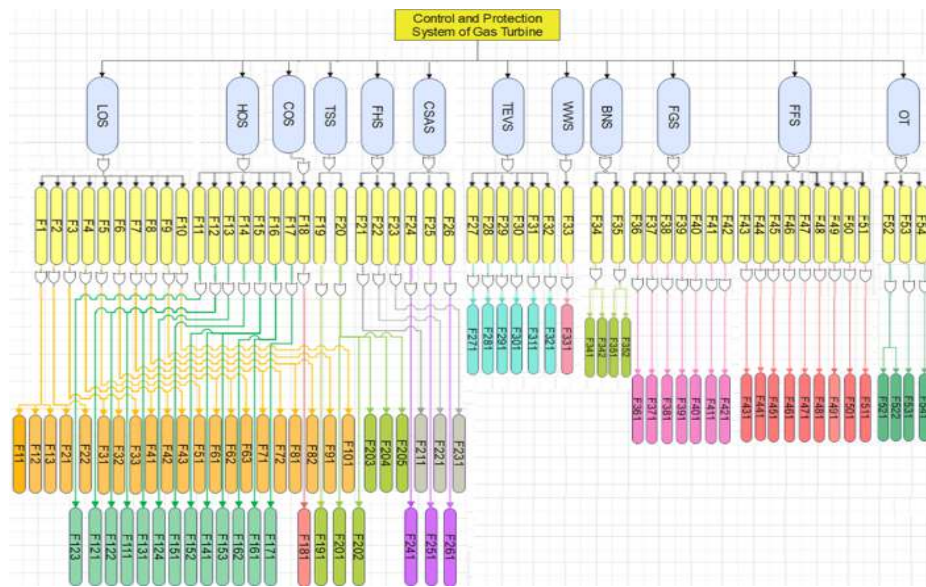 Control and Protection
System of Gas Turbine
LOS
HOS
COS
TSS
FHS
CSAS
TEVS
WWS
BNS
FGS
FFS
OT
F1
F2
F3
F4
F5
F6
F7
F8
F9
F10
F11
F12
F13
F14
F15
F16
F17
F18
F19
F20
F21
F22
F23
F24
F25
F26
F27
F28
F29
F30
F31
F32
F33
F34
F35
F36
F37
F38
F39
F40
F41
F42
F43
F44
F45
F46
F47
F48
F49
F50
F51
F52
F53
F54
F271
F281
F291
F301
F311
F321
F331
F341
F342
F351
F352
F361
F371
F381
F391
F401
F411
F421
F431
F441
F451
F461
F471
F481
F491
F501
F511
F521
F522
F531
F541
F11
F12
F13
F21
F22
F31
F32
F33
F41
F42
F43
F51
F61
F62
F63
F71
F72
F81
F82
F91
F101
F203
F204
F205
F211
F221
F231
F123
F121
F122
F111
F131
F124
F151
F152
F141
F153
F162
F161
F171
F181
F191
F201
F202
F241
F251
F261